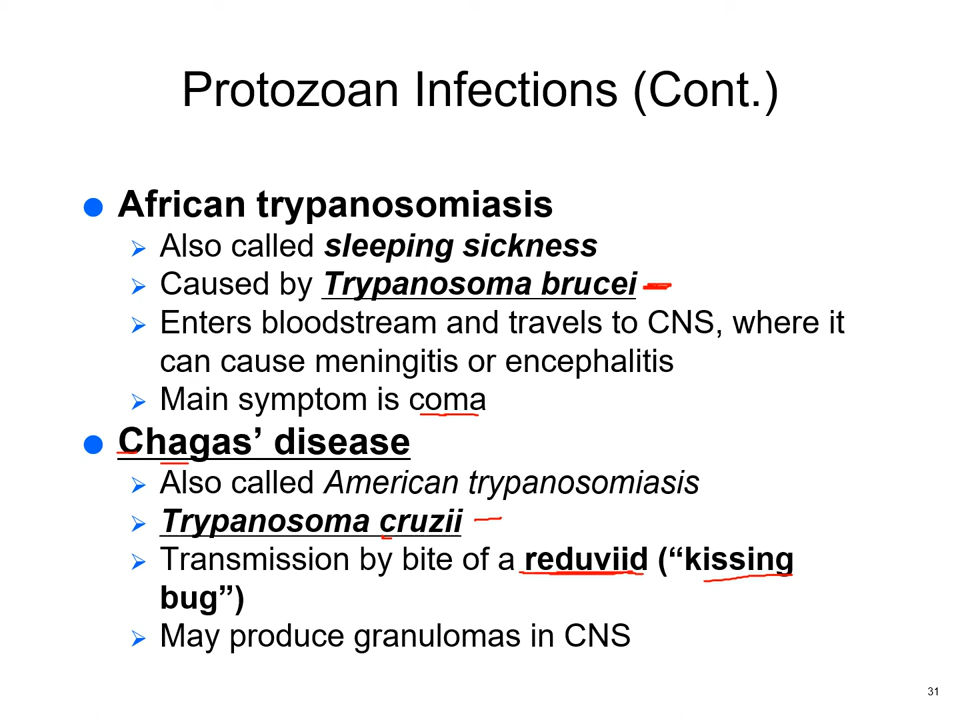 Protozoan Infections (Cont.)
African trypanosomiasis
Also called sleeping sickness
Caused by Trypanosoma brucei
Enters bloodstream and travels to CNS, where it
can cause meningitis or encephalitis
Main symptom is coma
Chagas’ disease
Also called American trypanosomiasis
Trypanosoma cruzii
Transmission by bite of a reduviid (“kissing
bug”)
May produce granulomas in CNS
31